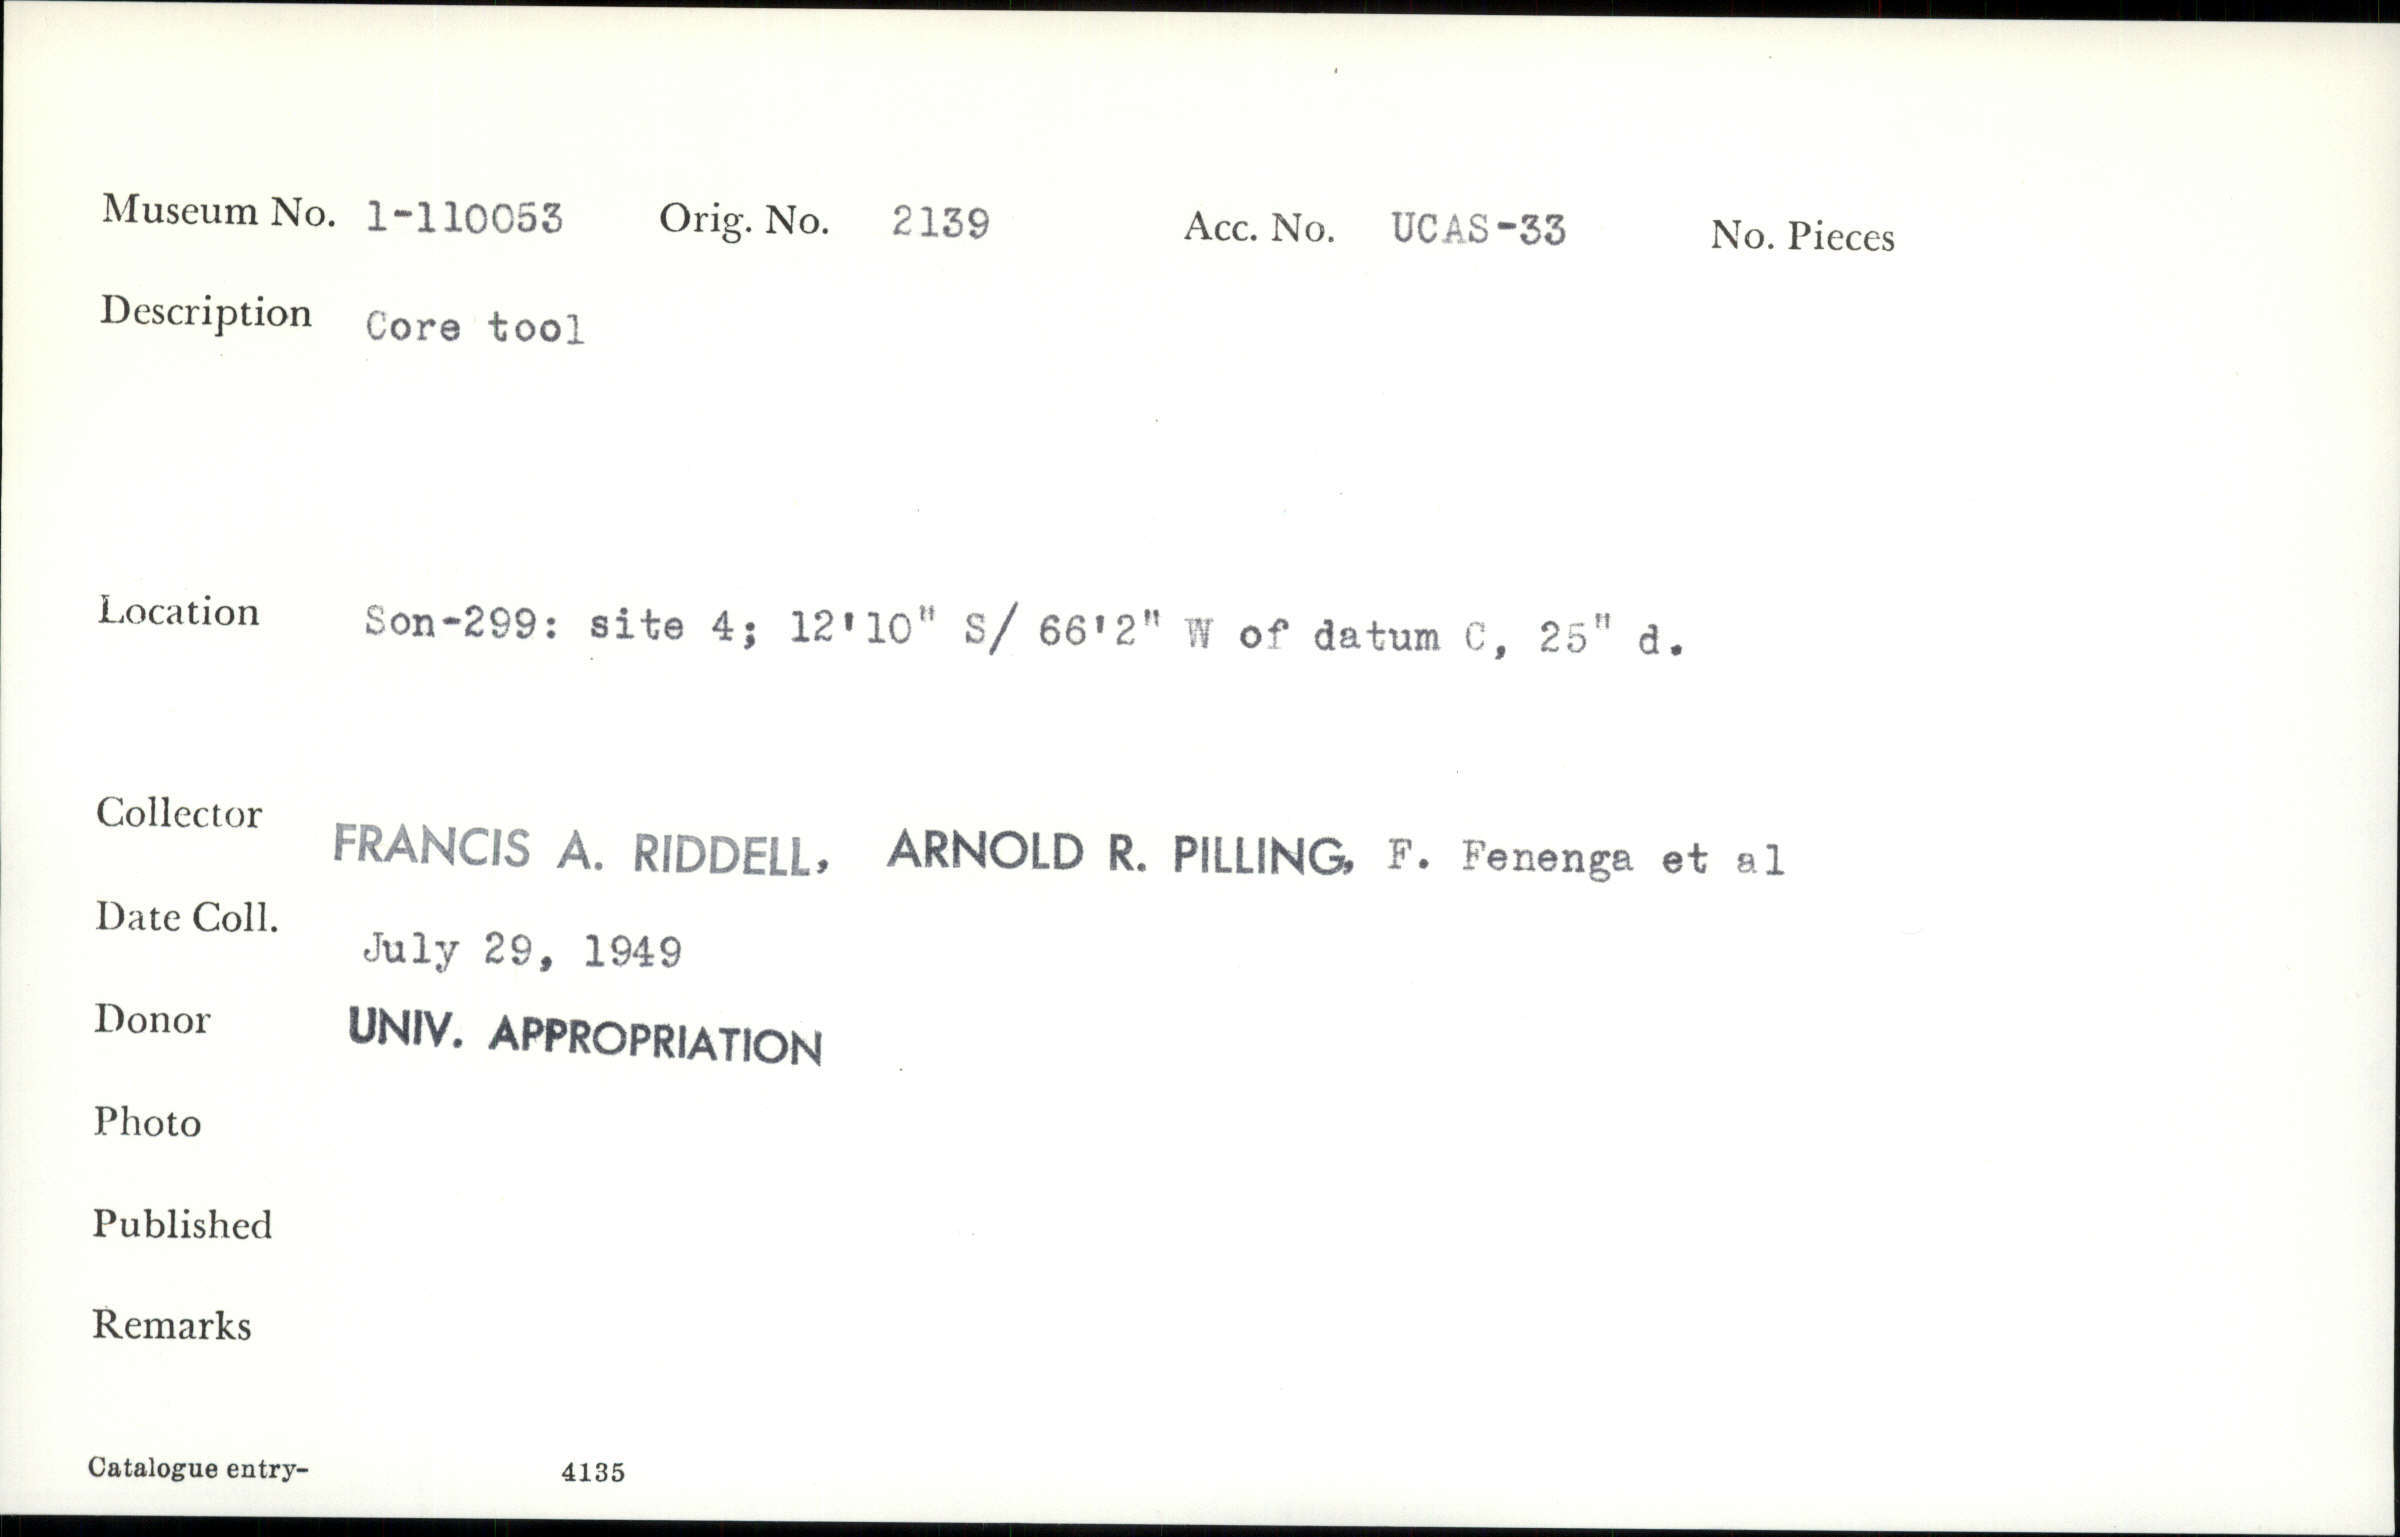 Museum No. 1-110053 Orig. No. 2139 Acc. No. UCAS-33 No. Pieces
Description Core tool
Location Son-299: site 4; 12'10" S/ 66'2" W of datum C, 25" d.
Collector FRANCIS A. RIDDELL, ARNOLD R. PILLING, F. Fenenga et al
Date Coll. July 29, 1949
Donor UNIV. APPROPRIATION
Photo
Published
Remarks
Catalogue entry- 4135